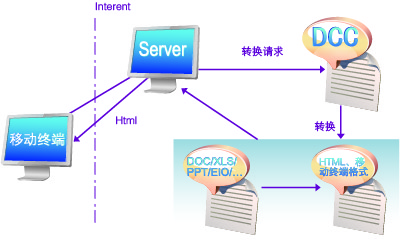 Interent
Server
DCC
转换请求
移动终端
Html
转换
DOC/XLS/
PPT/EIO/...
HTML、移
动终端格式